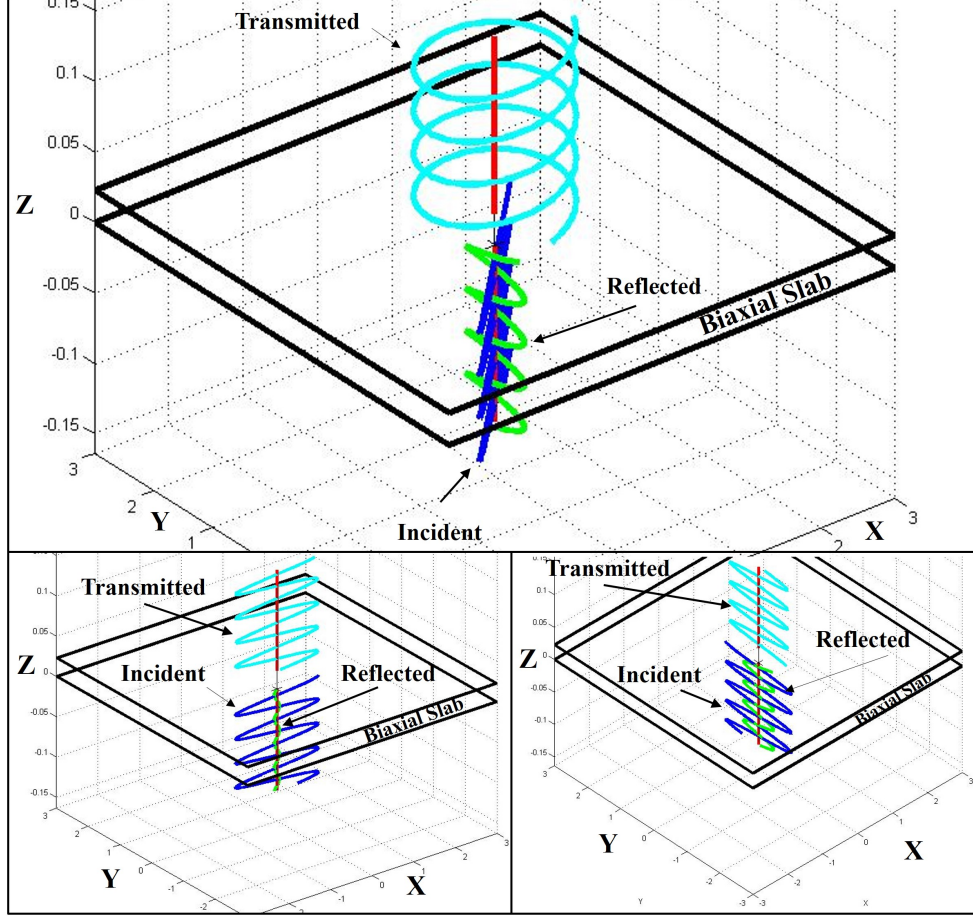 0.15
Transmitted
0.1
0.05
Z
0
-0.05
Reflected
Biaxial Slab
-0.1
-0.15
3
2
Y
1
Incident
X
3
2
0.1
Transmitted
0.05
Z
0
Incident
Reflected
-0.05
Biaxial Slab
-0.1
-0.15
3
2
1
Y
0
-1
-2
-1
0
X
1
2
3
0.15
Transmitted
0.1
0.05
Reflected
Z
0
Incident
-0.05
Biaxial Slab
-0.1
-0.15
3
2
Y
0
-1
-2
-3
-3
-2
-1
0
X
1
2
3
Y
X